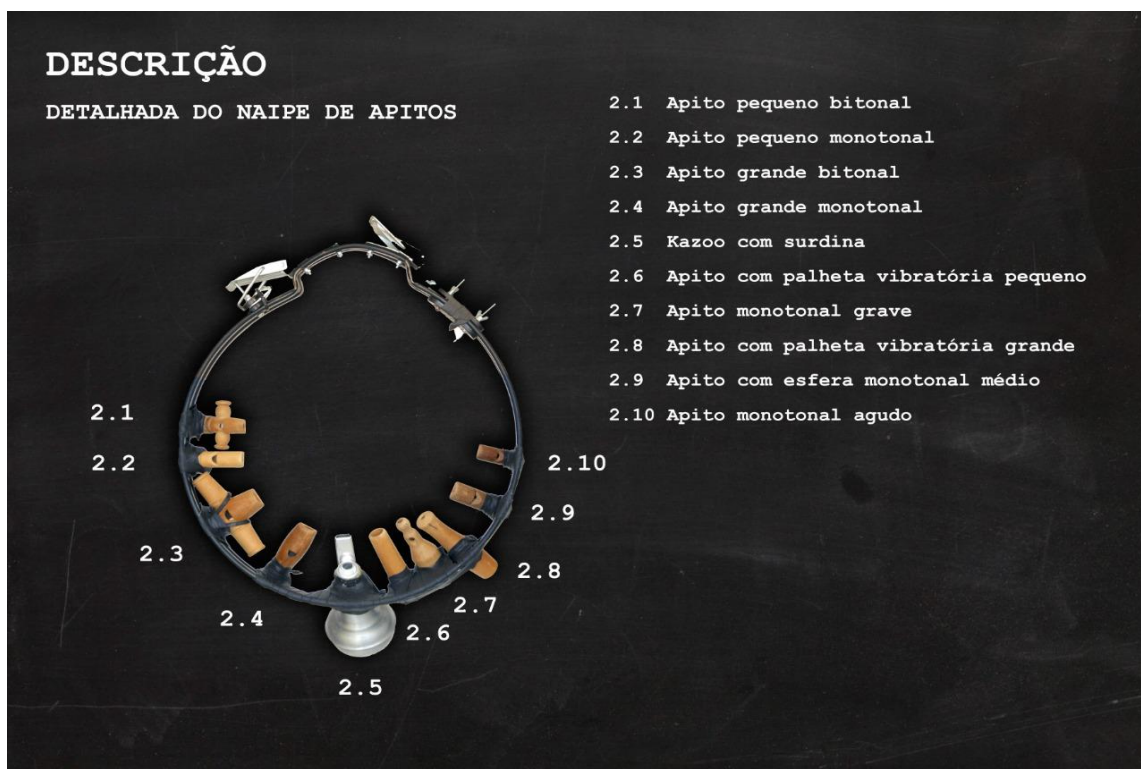 DESCRIÇÃO
DETALHADA DO NAIPE DE APITOS
2.1 Apito pequeno bitonal
2.2 Apito pequeno monotonal
2.3 Apito grande bitonal
2.4 Apito grande monotonal
2.5 Kazoo com surdina
2.6 Apito com palheta vibratória pequeno
2.7 Apito monotonal grave
2.8 Apito com palheta vibratória grande
2.9 Apito com esfera monotonal médio
2.10 Apito monotonal agudo
2.1
2.2
2.3
2.4
2.5
2.6
2.7
2.8
2.9
2.10